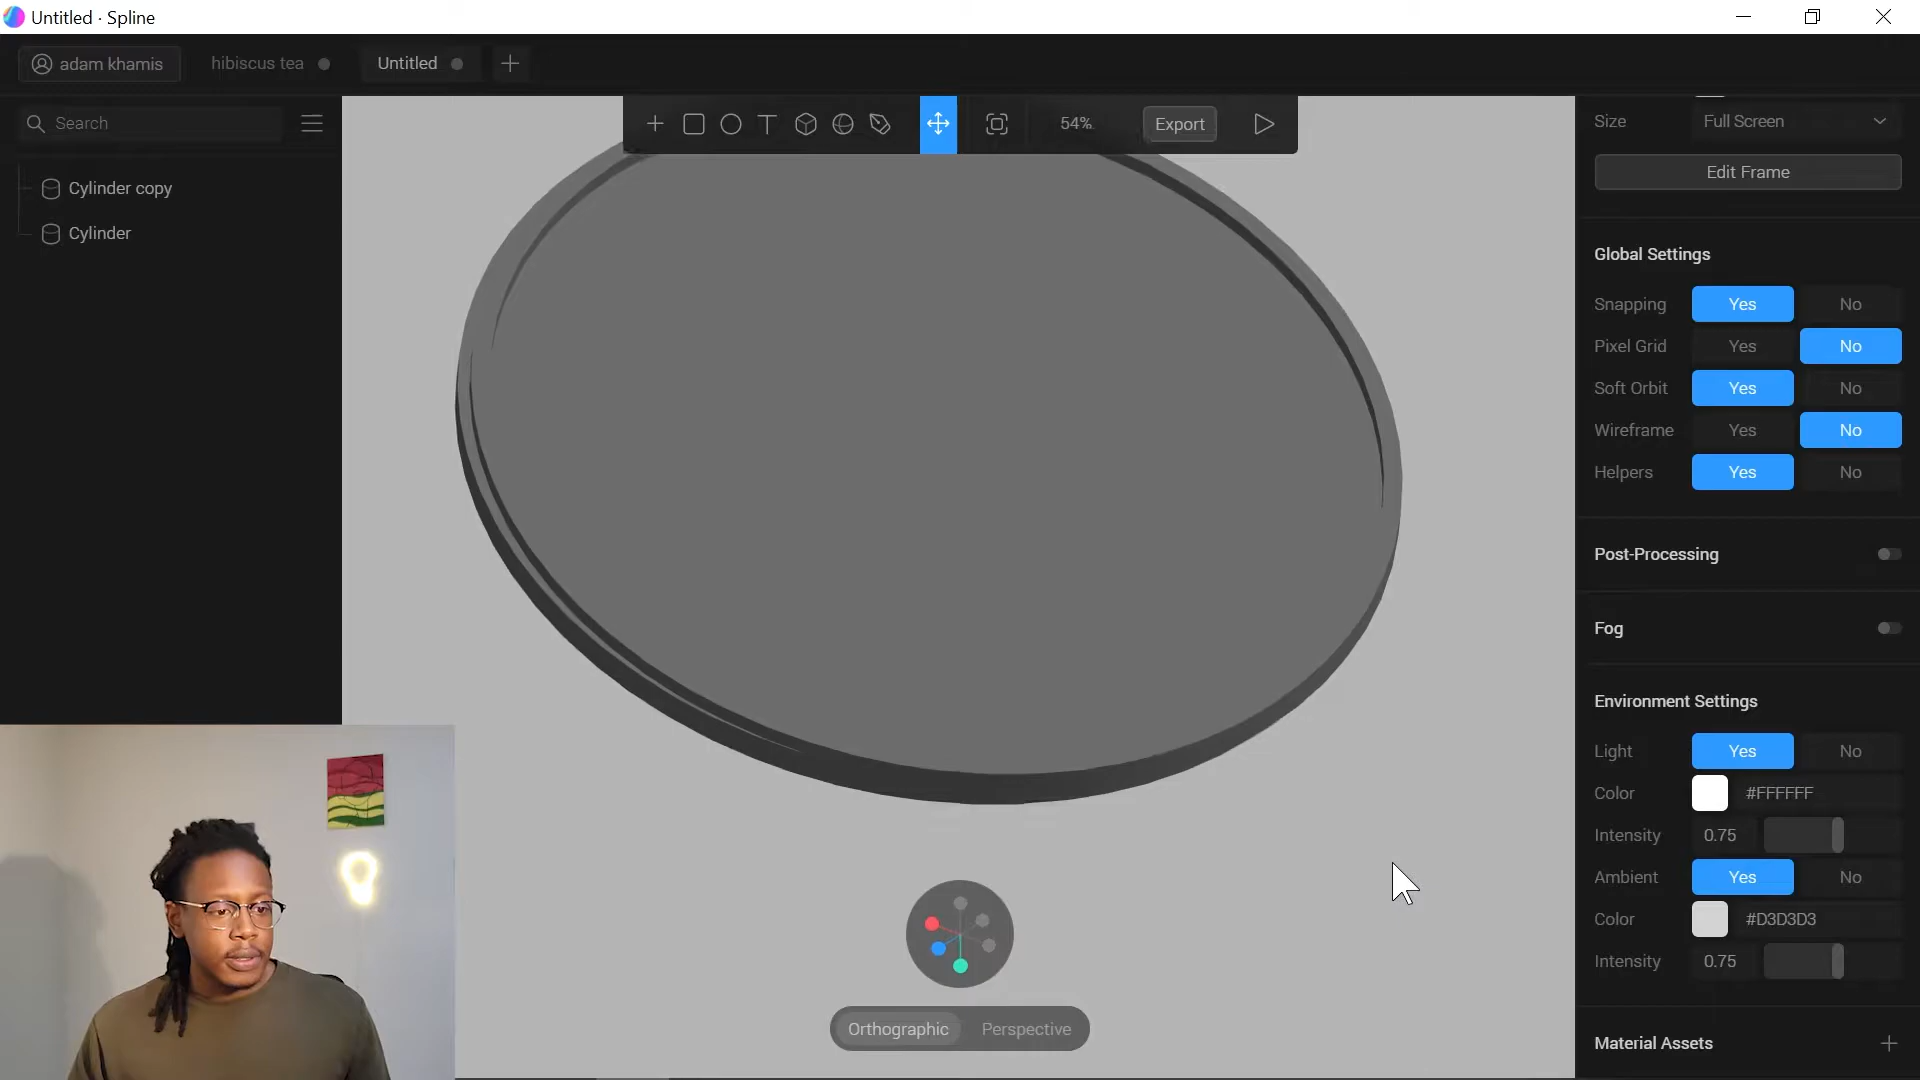 Untitled · Spline
adam khamis
hibiscus tea
Untitled
Search
54%
Export
Size
Full Screen
Edit Frame
Cylinder copy
Cylinder
Global Settings
Snapping Yes No
Pixel Grid Yes No
Soft Orbit Yes No
Wireframe Yes No
Helpers Yes No
Post-Processing
Fog
Environment Settings
Light Yes No
Color #FFFFFF
Intensity 0.75
Ambient Yes No
Color #D3D3D3
Intensity 0.75
Orthographic Perspective
Material Assets